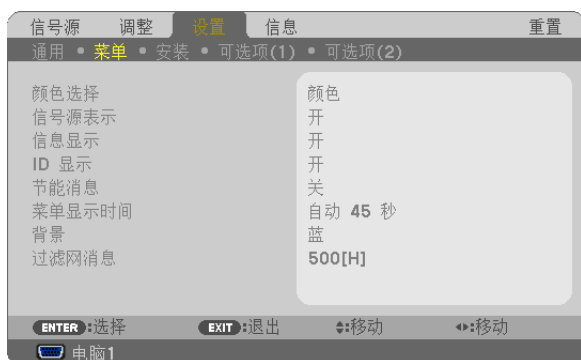 信号源 调整 设置 信息 重置
通用 • 菜单 • 安装 • 可选项(1) • 可选项(2)
颜色选择 颜色
信号源表示 开
信息显示 开
ID 显示 开
节能消息 关
菜单显示时间 自动 45 秒
背景 蓝
过滤网消息 500[H]
ENTER:选择 EXIT:退出 :移动 :移动
电脑1